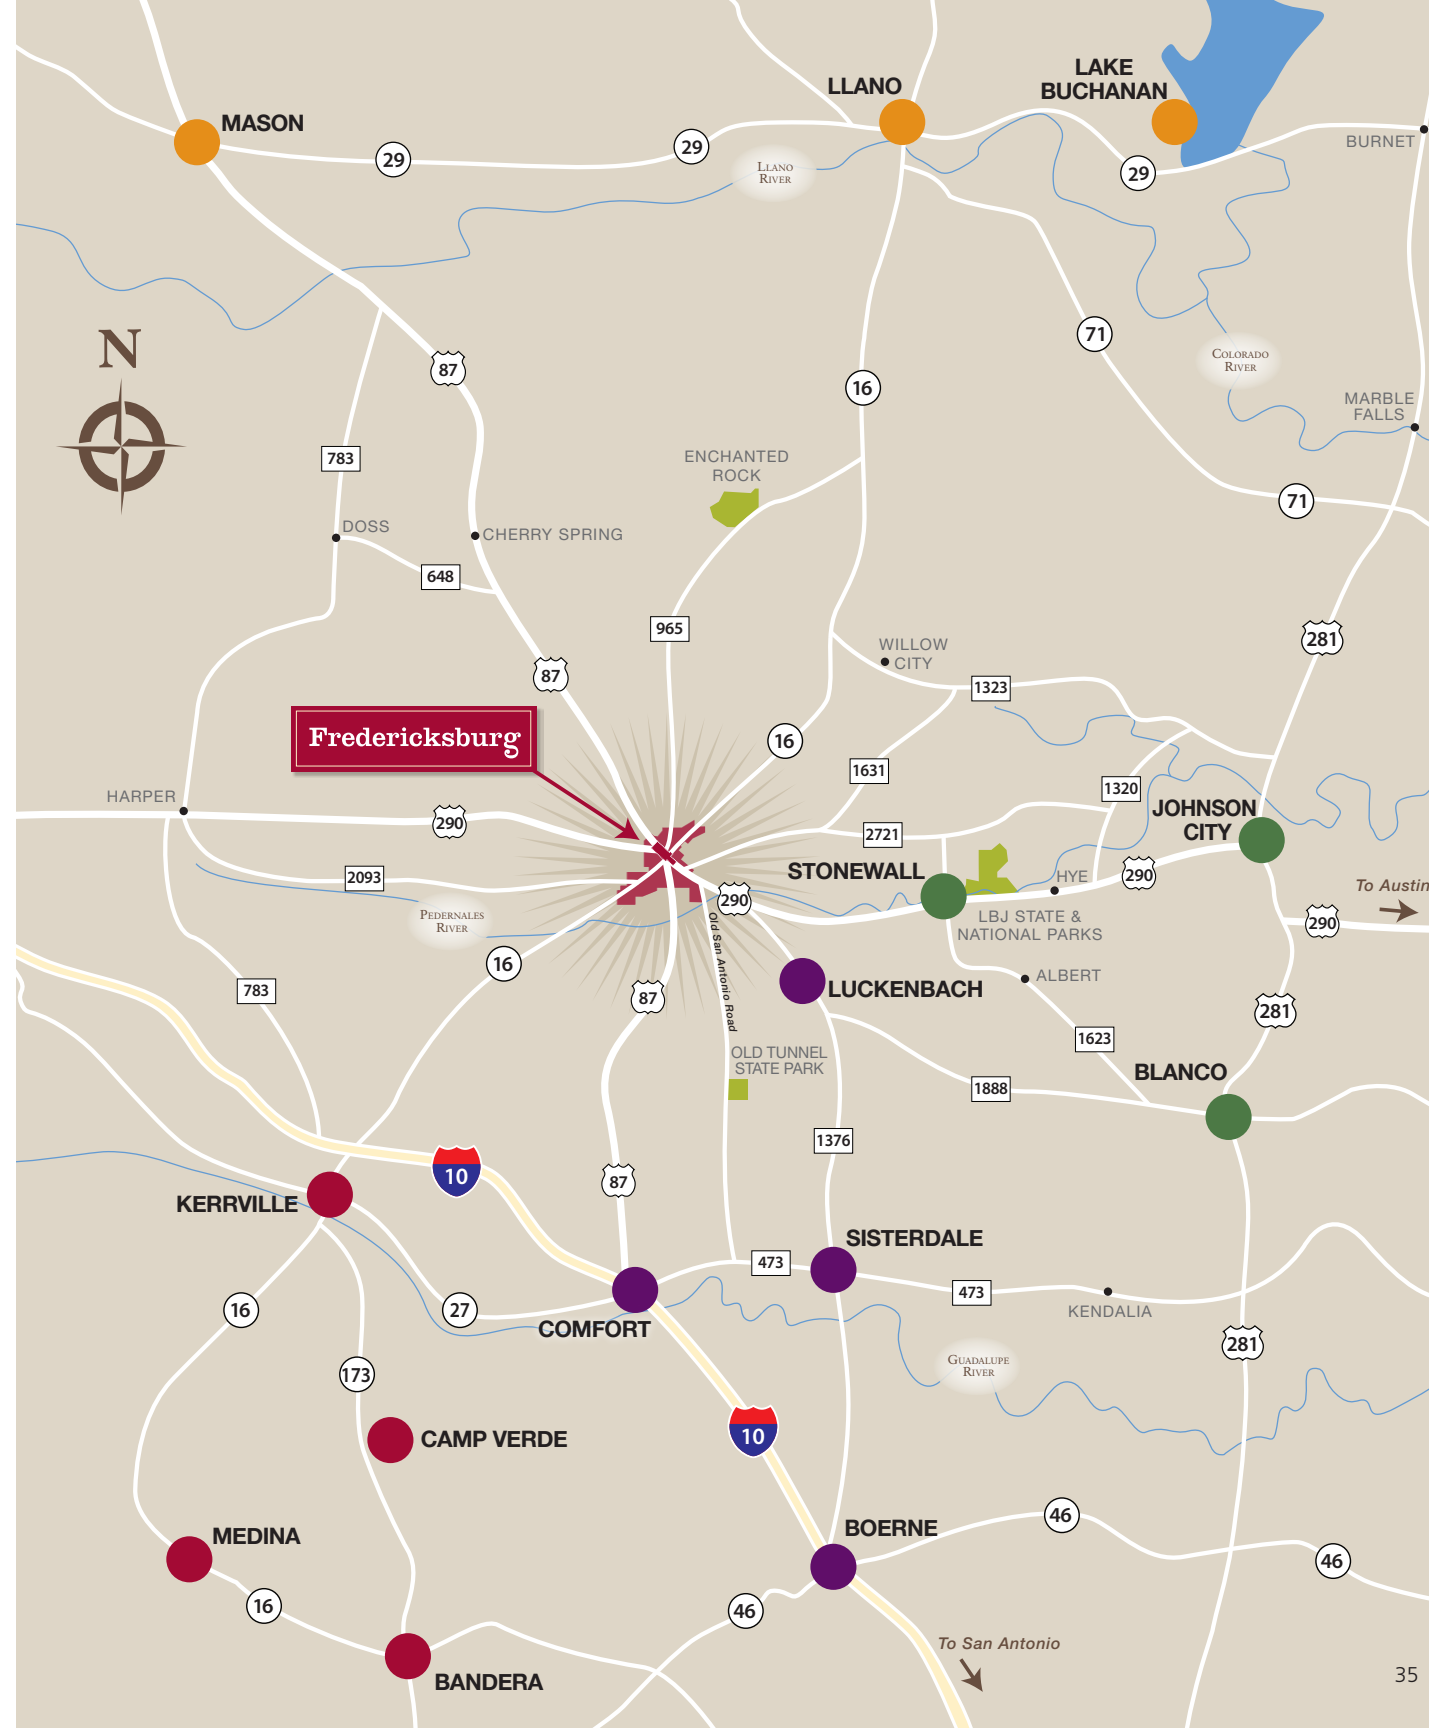 LAKE
BUCHANAN
LLANO
MASON
BURNET
29
29
29
LLANO
RIVER
N
71
COLORADO
RIVER
87
16
MARBLE
FALLS
783
ENCHANTED
ROCK
71
DOSS
CHERRY SPRING
648
965
281
WILLOW
CITY
87
1323
Fredericksburg
16
1631
1320
HARPER
290
JOHNSON
CITY
2721
STONEWALL
2093
HYE
290
To Austin
290
PEDERNALES
RIVER
LBJ STATE &
NATIONAL PARKS
290
Old San Antonio Road
16
783
87
LUCKENBACH
ALBERT
281
1623
OLD TUNNEL
STATE PARK
BLANCO
1888
1376
10
87
KERRVILLE
SISTERDALE
473
473
16
27
KENDALIA
COMFORT
281
GUADALUPE
RIVER
173
CAMP VERDE
10
46
MEDINA
BOERNE
46
16
46
To San Antonio
BANDERA
35